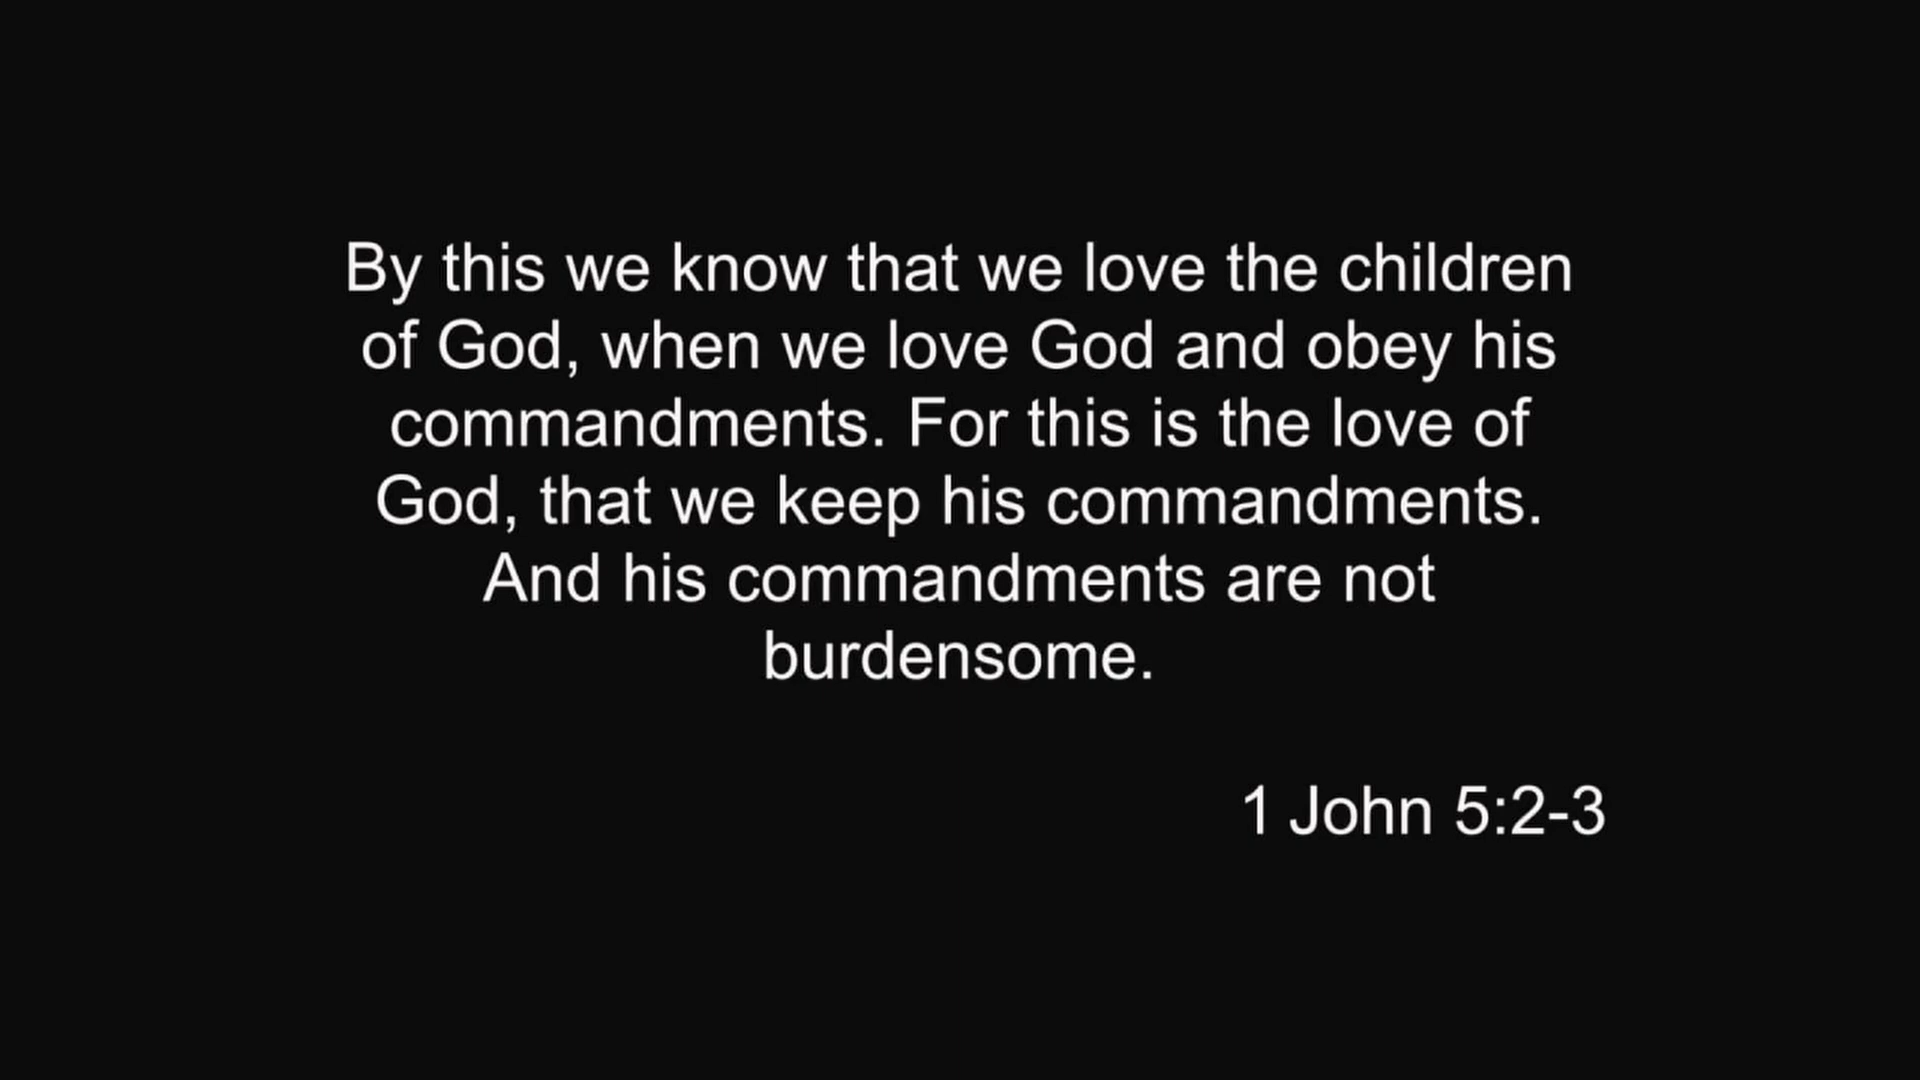 By this we know that we love the children
of God, when we love God and obey his
commandments. For this is the love of
God, that we keep his commandments.
And his commandments are not
burdensome.
1 John 5:2-3